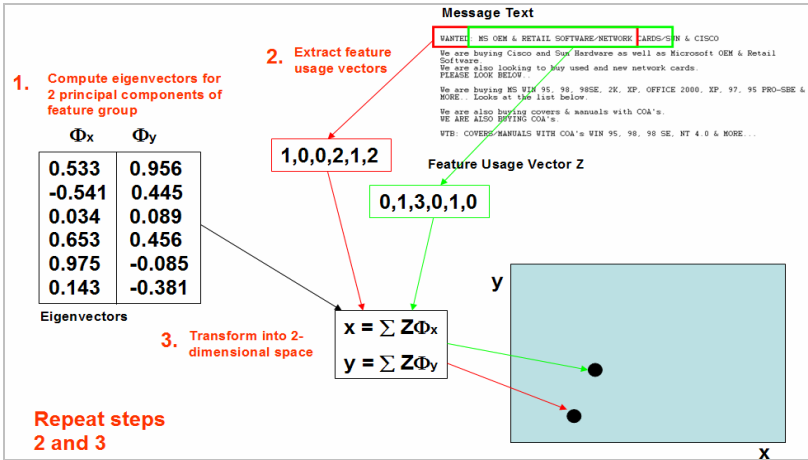 Message Text
WANTED: MS OEM & RETAIL SOFTWARE/NETWORK CARDS/SUN & CISCO
We are buying Cisco and Sun Hardware as well as Microsoft OEM & Retail
Software.
We are also looking to buy used and new network cards.
PLEASE LOOK BELOW..
We are buying MS WIN 95, 98, 98SE, 2K, XP, OFFICE 2000, XP, 97, 95 PRO-SBE &
MORE.. Looks at the list below.
We are also buying covers & manuals with COA's.
WE ARE ALSO BUYING COA's.
WTB: COVERS/MANUALS WITH COA's WIN 95, 98, 98 SE, NT 4.0 & MORE...
1. Compute eigenvectors for
2 principal components of
feature group
Φx Φy
0.533 0.956
-0.541 0.445
0.034 0.089
0.653 0.456
0.975 -0.085
0.143 -0.381
Eigenvectors
2. Extract feature
usage vectors
1,0,0,2,1,2
Feature Usage Vector Z
0,1,3,0,1,0
3. Transform into 2-
dimensional space
x = ∑ ZΦx
y = ∑ ZΦy
y
x
Repeat steps
2 and 3